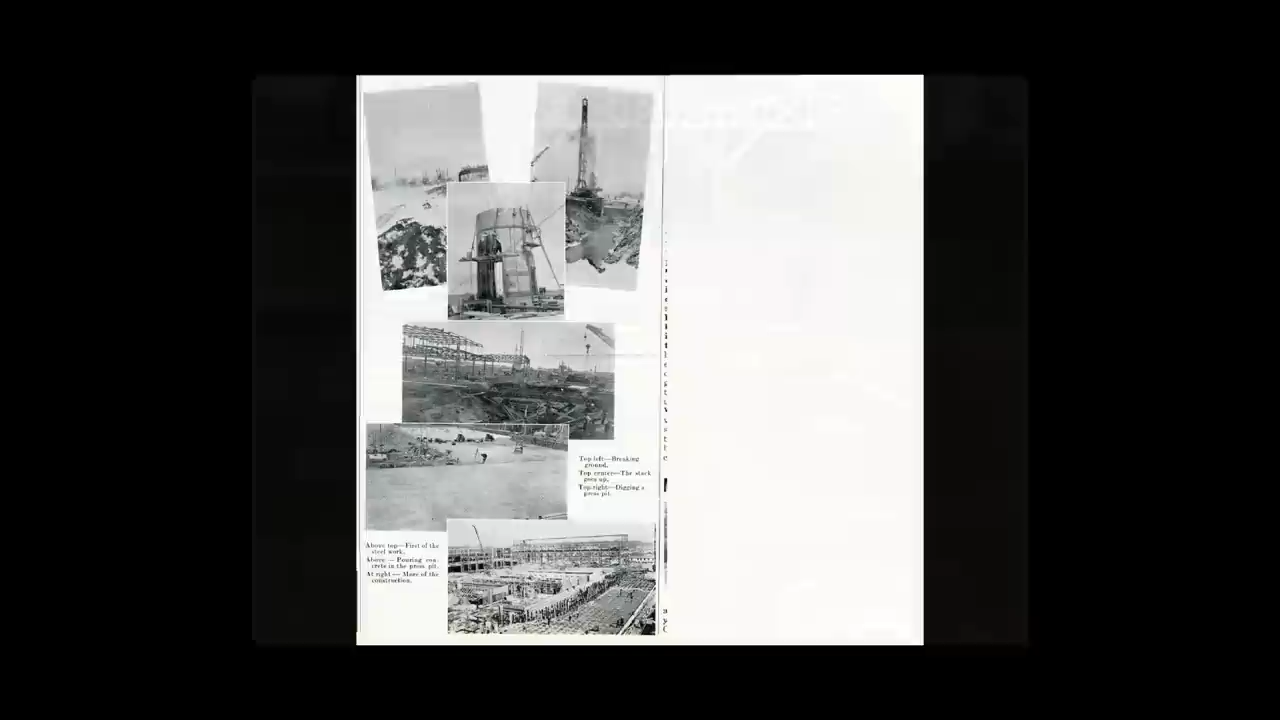 Top left—Breaking
ground.
Top center—The stack
goes up.
Top right—Digging a
press pit.
Above top—First of the
steel work.
Above — Pouring con-
crete in the press pit.
At right — More of the
construction.